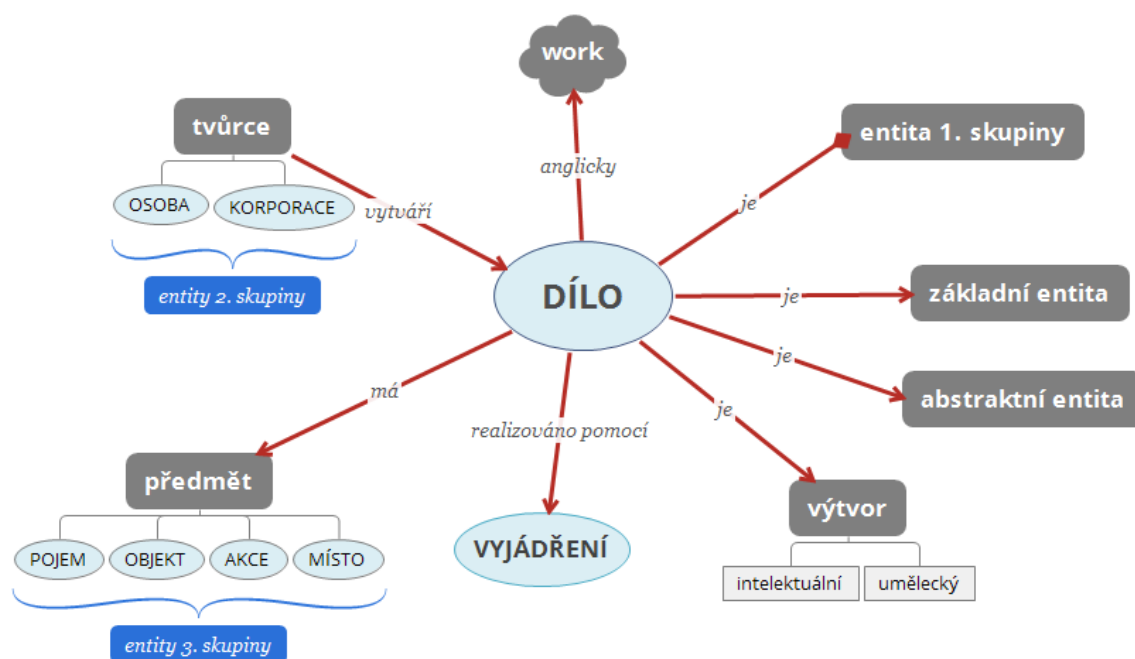 work
tvůrce
entita 1. skupiny
anglicky
OSOBA
KORPORACE
vytváří
je
entity 2. skupiny
DÍLO
je
základní entita
je
má
abstraktní entita
je
realizováno pomocí
předmět
výtvor
VYJÁDŘENÍ
POJEM
OBJEKT
AKCE
MÍSTO
intelektuální
umělecký
entity 3. skupiny